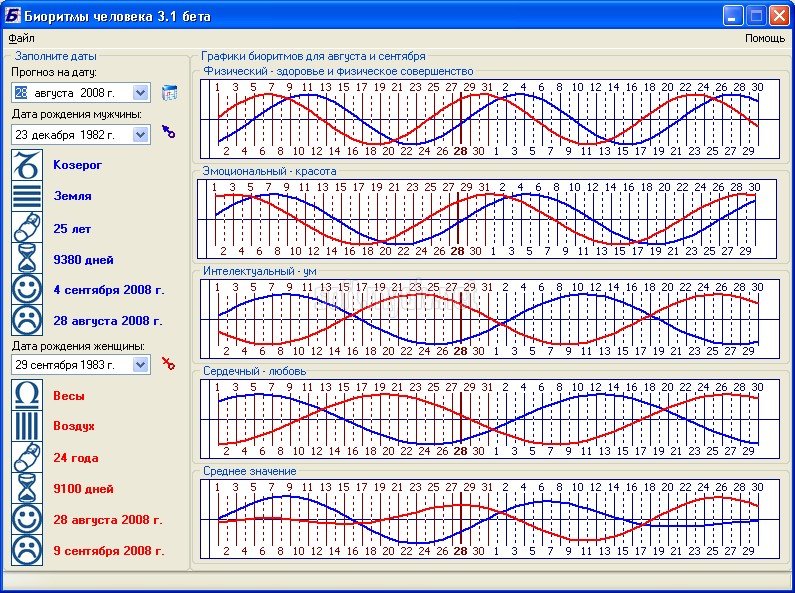 Биоритмы человека 3.1 бета
Файл
Помощь
Заполните даты
Прогноз на дату:
28 августа 2008 г.
Дата рождения мужчины:
23 декабря 1982 г.
Козерог
Земля
25 лет
9380 дней
4 сентября 2008 г.
28 августа 2008 г.
Дата рождения женщины:
29 сентября 1983 г.
Весы
Воздух
24 года
9100 дней
28 августа 2008 г.
9 сентября 2008 г.
Графики биоритмов для августа и сентября
Физический - здоровье и физическое совершенство
1 3 5 7 9 11 13 15 17 19 21 23 25 27 29 31 2 4 6 8 10 12 14 16 18 20 22 24 26 28 30
2 4 6 8 10 12 14 16 18 20 22 24 26 28 30 1 3 5 7 9 11 13 15 17 19 21 23 25 27 29
Эмоциональный - красота
1 3 5 7 9 11 13 15 17 19 21 23 25 27 29 31 2 4 6 8 10 12 14 16 18 20 22 24 26 28 30
2 4 6 8 10 12 14 16 18 20 22 24 26 28 30 1 3 5 7 9 11 13 15 17 19 21 23 25 27 29
Интелектуальный - ум
1 3 5 7 9 11 13 15 17 19 21 23 25 27 29 31 2 4 6 8 10 12 14 16 18 20 22 24 26 28 30
2 4 6 8 10 12 14 16 18 20 22 24 26 28 30 1 3 5 7 9 11 13 15 17 19 21 23 25 27 29
Сердечный - любовь
1 3 5 7 9 11 13 15 17 19 21 23 25 27 29 31 2 4 6 8 10 12 14 16 18 20 22 24 26 28 30
2 4 6 8 10 12 14 16 18 20 22 24 26 28 30 1 3 5 7 9 11 13 15 17 19 21 23 25 27 29
Среднее значение
1 3 5 7 9 11 13 15 17 19 21 23 25 27 29 31 2 4 6 8 10 12 14 16 18 20 22 24 26 28 30
2 4 6 8 10 12 14 16 18 20 22 24 26 28 30 1 3 5 7 9 11 13 15 17 19 21 23 25 27 29